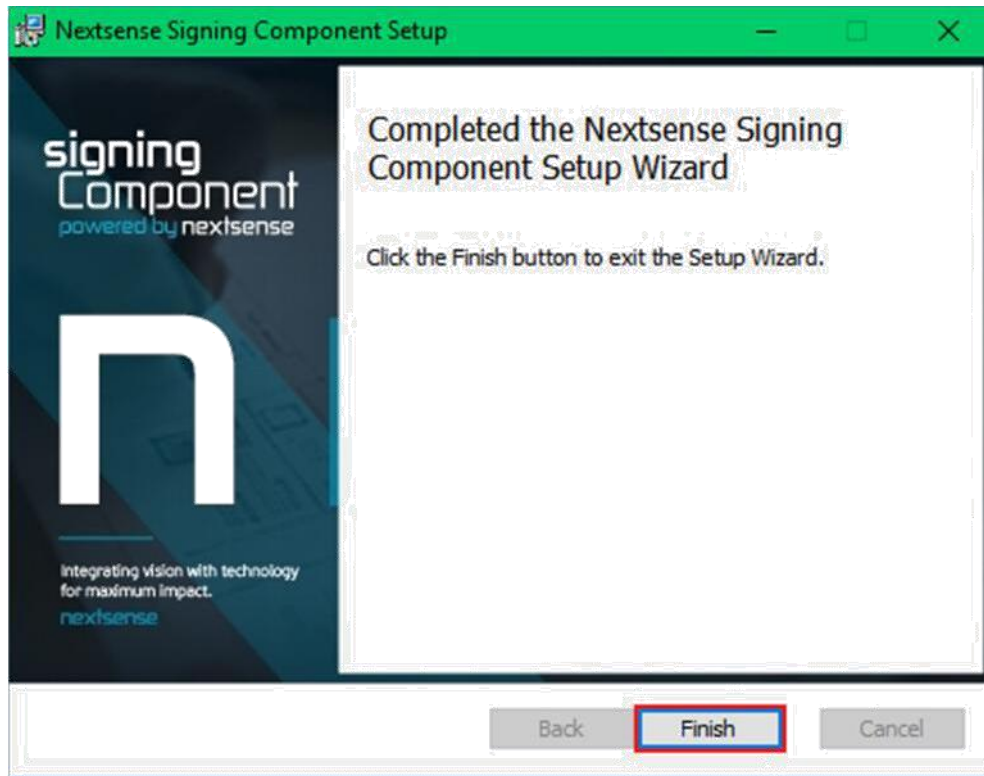 Nextsense Signing Component Setup
signing
Component
powered by nextsense
n
Integrating vision with technology
for maximum impact.
nextsense
Completed the Nextsense Signing
Component Setup Wizard
Click the Finish button to exit the Setup Wizard.
Back
Finish
Cancel